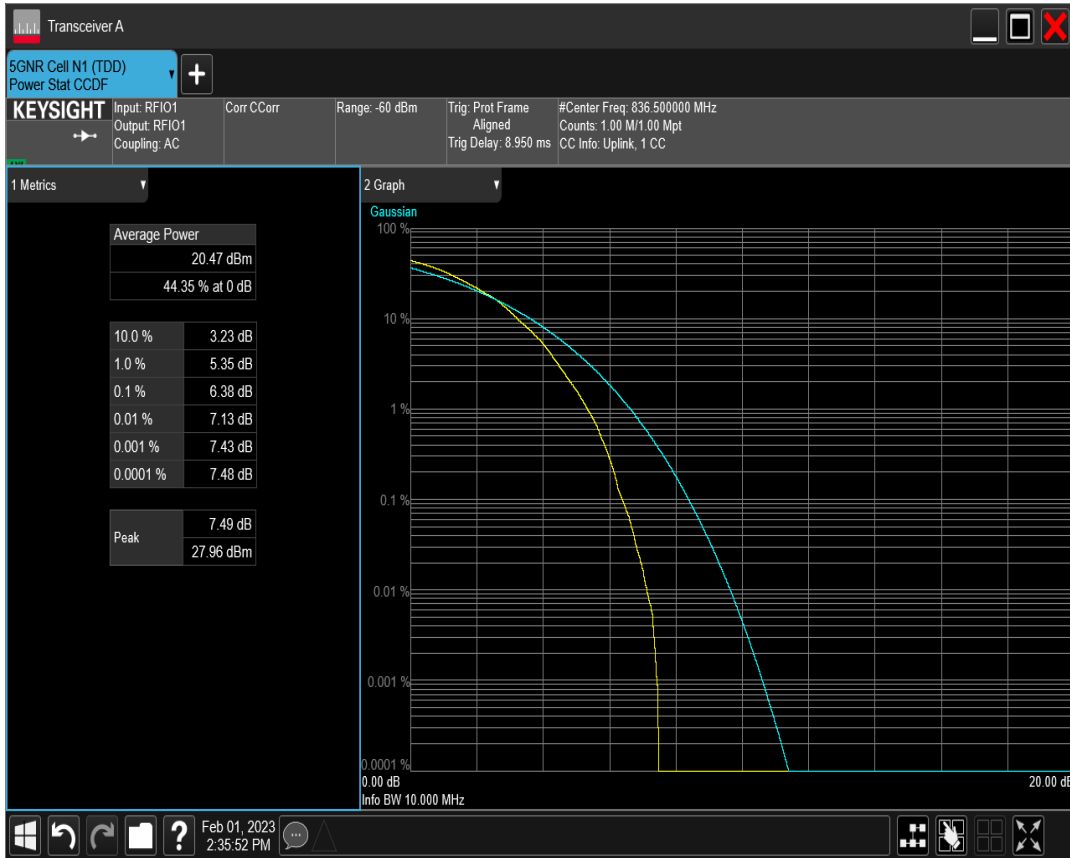 Transceiver A
5GNR Cell N1 (TDD)
Power Stat CCDF
KEYSIGHT
Input: RFIO1
Output: RFIO1
Coupling: AC
Corr CCorr
Range: -60 dBm
Trig: Prot Frame
Aligned
Trig Delay: 8.950 ms
#Center Freq: 836.500000 MHz
Counts: 1.00 M/1.00 Mpt
CC Info: Uplink, 1 CC
1 Metrics
Average Power
20.47 dBm
44.35 % at 0 dB
10.0 % 3.23 dB
1.0 % 5.35 dB
0.1 % 6.38 dB
0.01 % 7.13 dB
0.001 % 7.43 dB
0.0001 % 7.48 dB
Peak
7.49 dB
27.96 dBm
2 Graph
Gaussian
100 %
10 %
1 %
0.1 %
0.01 %
0.001 %
0.0001 %
0.00 dB
20.00 dB
Info BW 10.000 MHz
Feb 01, 2023
2:35:52 PM